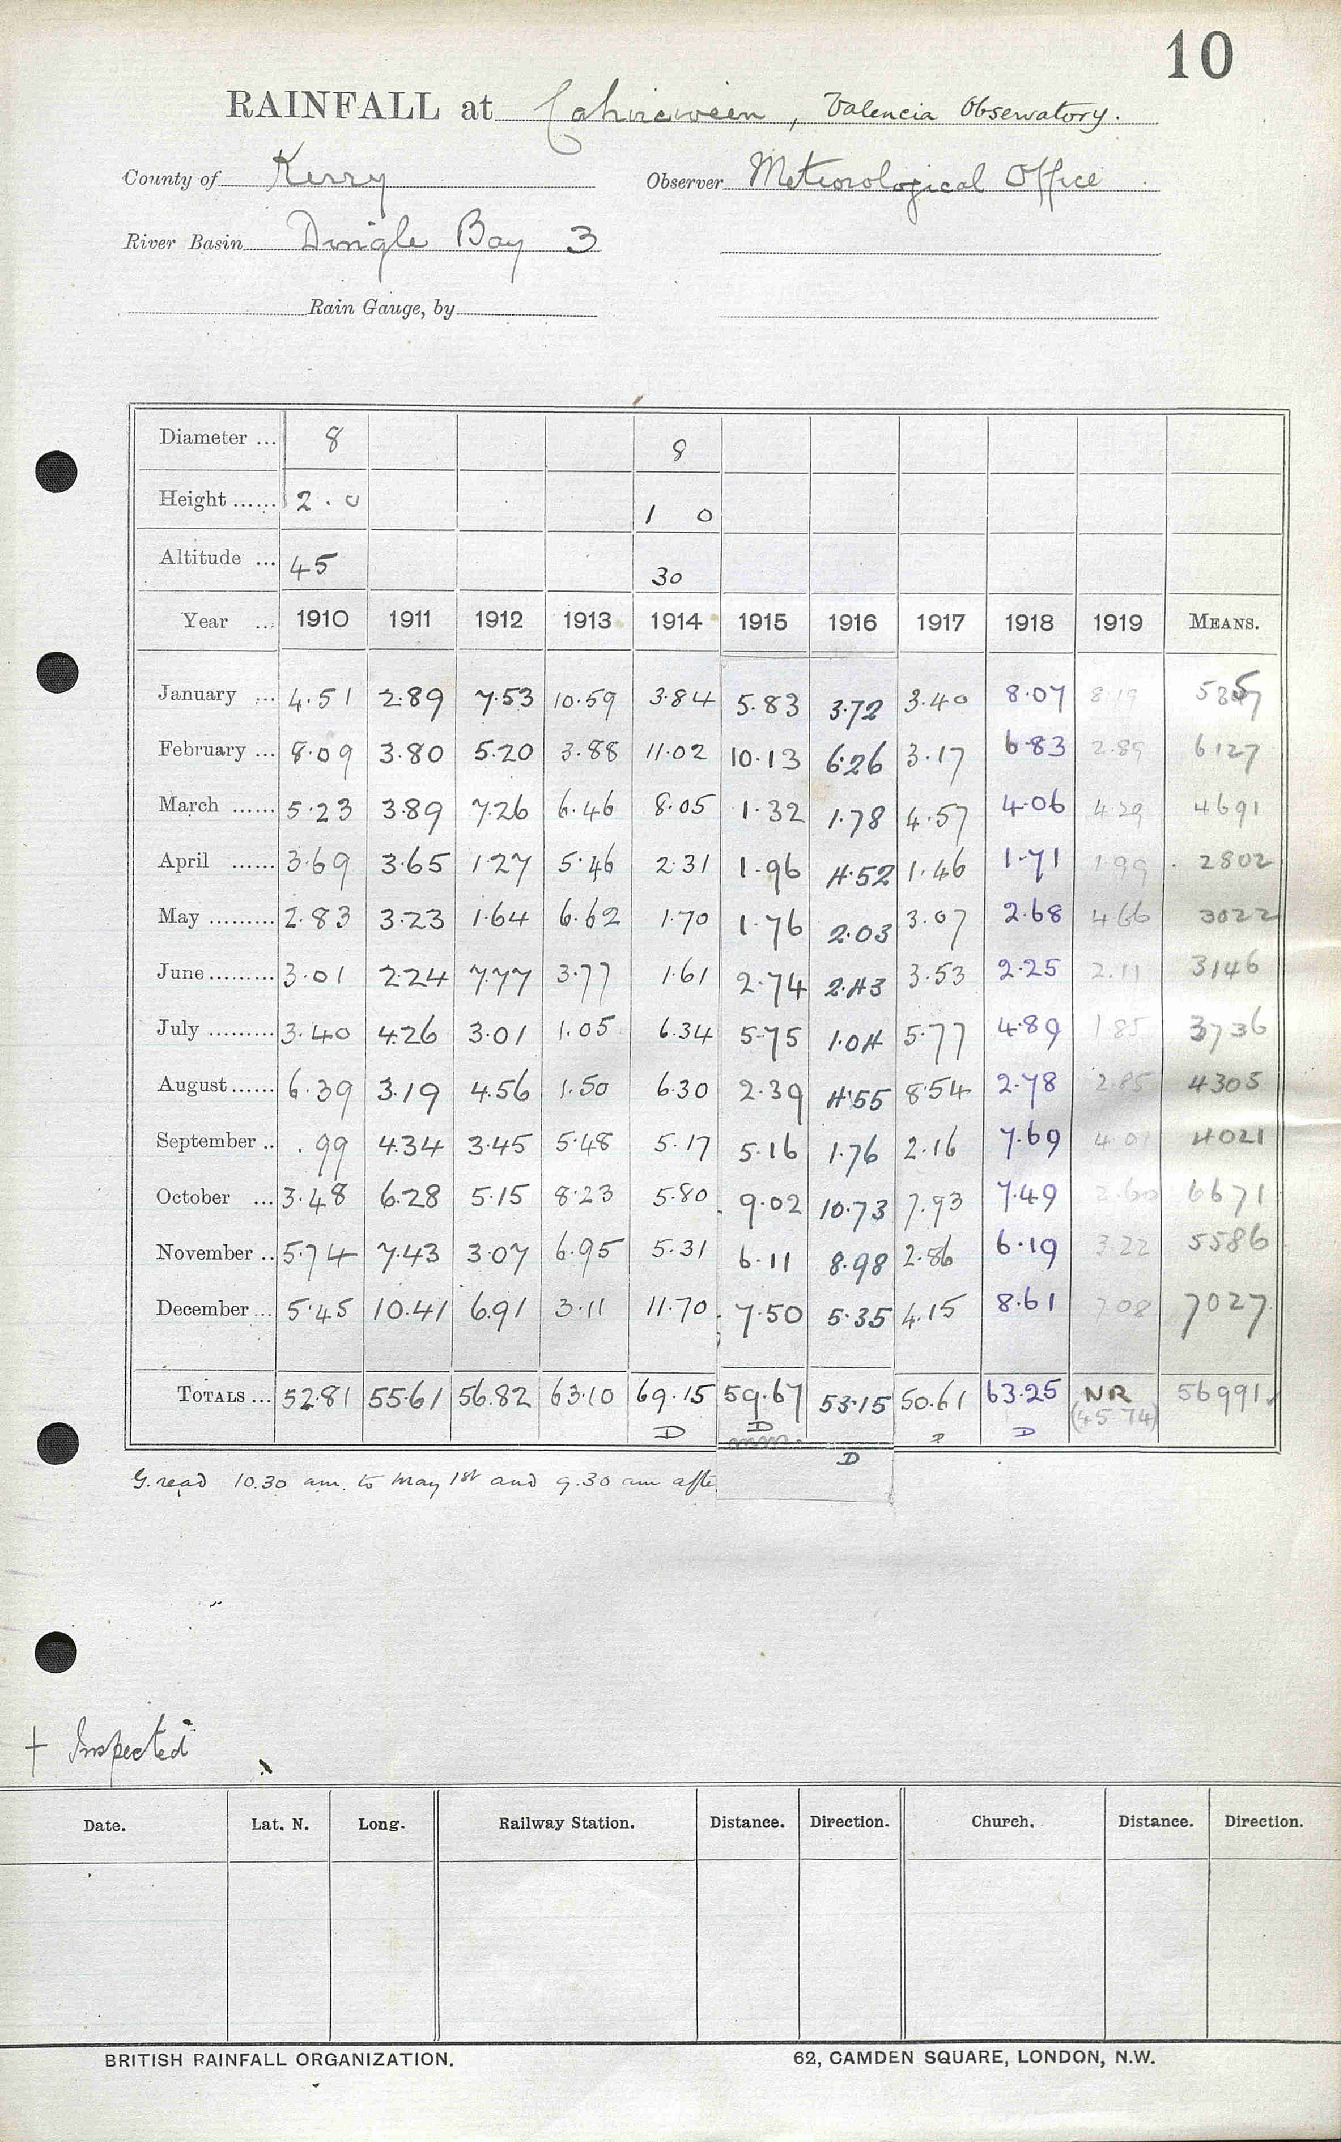 10
RAINFALL at Cahirciveen, Valencia Observatory.
County of Kerry Observer Meteorological Office
River Basin Dingle Bay 3
Rain Gauge, by
Diameter ... 8 8
Height ...... 2.0 1 0
Altitude ... 45 30
Year ... 1910 1911 1912 1913 1914 1915 1916 1917 1918 1919 MEANS.
January ... 4.51 2.89 7.53 10.59 3.84 5.83 3.72 3.40 8.07 8.19
February ... 8.09 3.80 5.20 3.88 11.02 10.13 6.26 3.17 6.83 2.89 6127
March ...... 5.23 3.89 7.26 6.46 8.05 1.32 1.78 4.57 4.06 4.29 4691
April ...... 3.69 3.65 1.27 5.46 2.31 1.96 4.52 1.46 1.71 1.99 2802
May ......... 2.83 3.23 1.64 6.62 1.70 1.76 2.03 3.07 2.68 4.66 3022
June ......... 3.01 2.24 7.77 3.77 1.61 2.74 2.43 3.53 2.25 2.11 3146
July ......... 3.40 4.26 3.01 1.05 6.34 5.75 1.04 5.77 4.89 1.85 3736
August ...... 6.39 3.19 4.56 1.50 6.30 2.39 4.55 8.54 2.78 2.85 4305
September .. .99 4.34 3.45 5.48 5.17 5.16 1.76 2.16 7.69 4.01 4021
October ... 3.48 6.28 5.15 8.23 5.80 9.02 10.73 7.93 7.49 2.60 6671
November .. 5.74 7.43 3.07 6.95 5.31 6.11 8.98 2.86 6.19 3.22 5586
December ... 5.45 10.41 6.91 3.11 11.70 7.50 5.35 4.15 8.61 7.08 7027
TOTALS ... 52.81 55.61 56.82 63.10 69.15 59.67 53.15 50.61 63.25 NR 56991
D D D D (45 74)
G. read 10.30 am. to May 1st and 9.30 am afte
+ Inspected
Date. Lat. N. Long. Railway Station. Distance. Direction. Church. Distance. Direction.
BRITISH RAINFALL ORGANIZATION. 62, CAMDEN SQUARE, LONDON, N.W.